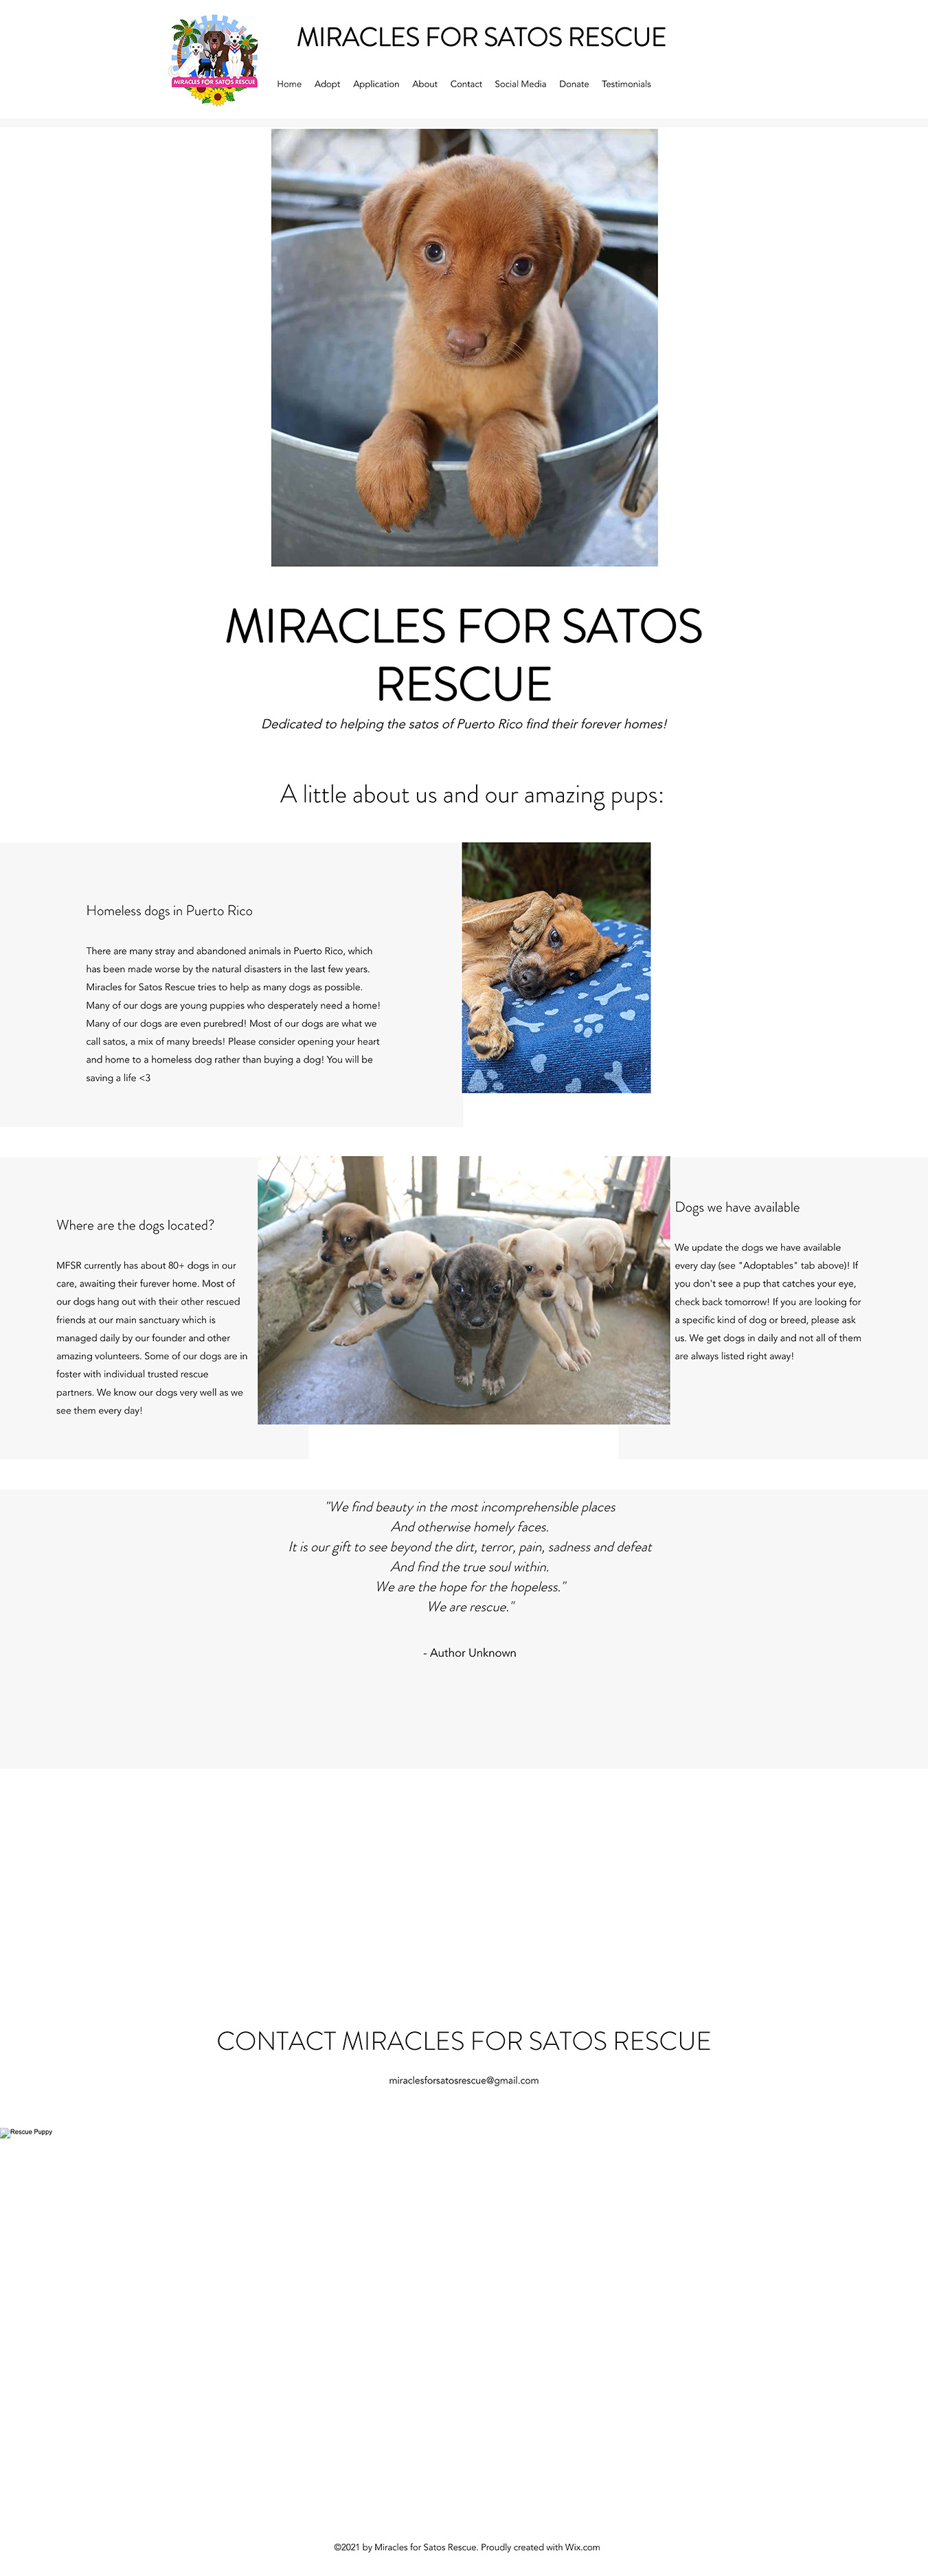 MIRACLES FOR SATOS RESCUE
MIRACLES FOR SATOS RESCUE
Home Adopt Application About Contact Social Media Donate Testimonials
MIRACLES FOR SATOS
RESCUE
Dedicated to helping the satos of Puerto Rico find their forever homes!
A little about us and our amazing pups:
Homeless dogs in Puerto Rico
There are many stray and abandoned animals in Puerto Rico, which
has been made worse by the natural disasters in the last few years.
Miracles for Satos Rescue tries to help as many dogs as possible.
Many of our dogs are young puppies who desperately need a home!
Many of our dogs are even purebred! Most of our dogs are what we
call satos, a mix of many breeds! Please consider opening your heart
and home to a homeless dog rather than buying a dog! You will be
saving a life <3
Where are the dogs located?
MFSR currently has about 80+ dogs in our
care, awaiting their furever home. Most of
our dogs hang out with their other rescued
friends at our main sanctuary which is
managed daily by our founder and other
amazing volunteers. Some of our dogs are in
foster with individual trusted rescue
partners. We know our dogs very well as we
see them every day!
Dogs we have available
We update the dogs we have available
every day (see "Adoptables" tab above)! If
you don't see a pup that catches your eye,
check back tomorrow! If you are looking for
a specific kind of dog or breed, please ask
us. We get dogs in daily and not all of them
are always listed right away!
"We find beauty in the most incomprehensible places
And otherwise homely faces.
It is our gift to see beyond the dirt, terror, pain, sadness and defeat
And find the true soul within.
We are the hope for the hopeless."
We are rescue."
- Author Unknown
CONTACT MIRACLES FOR SATOS RESCUE
miraclesforsatosrescue@gmail.com
Rescue Puppy
©2021 by Miracles for Satos Rescue. Proudly created with Wix.com